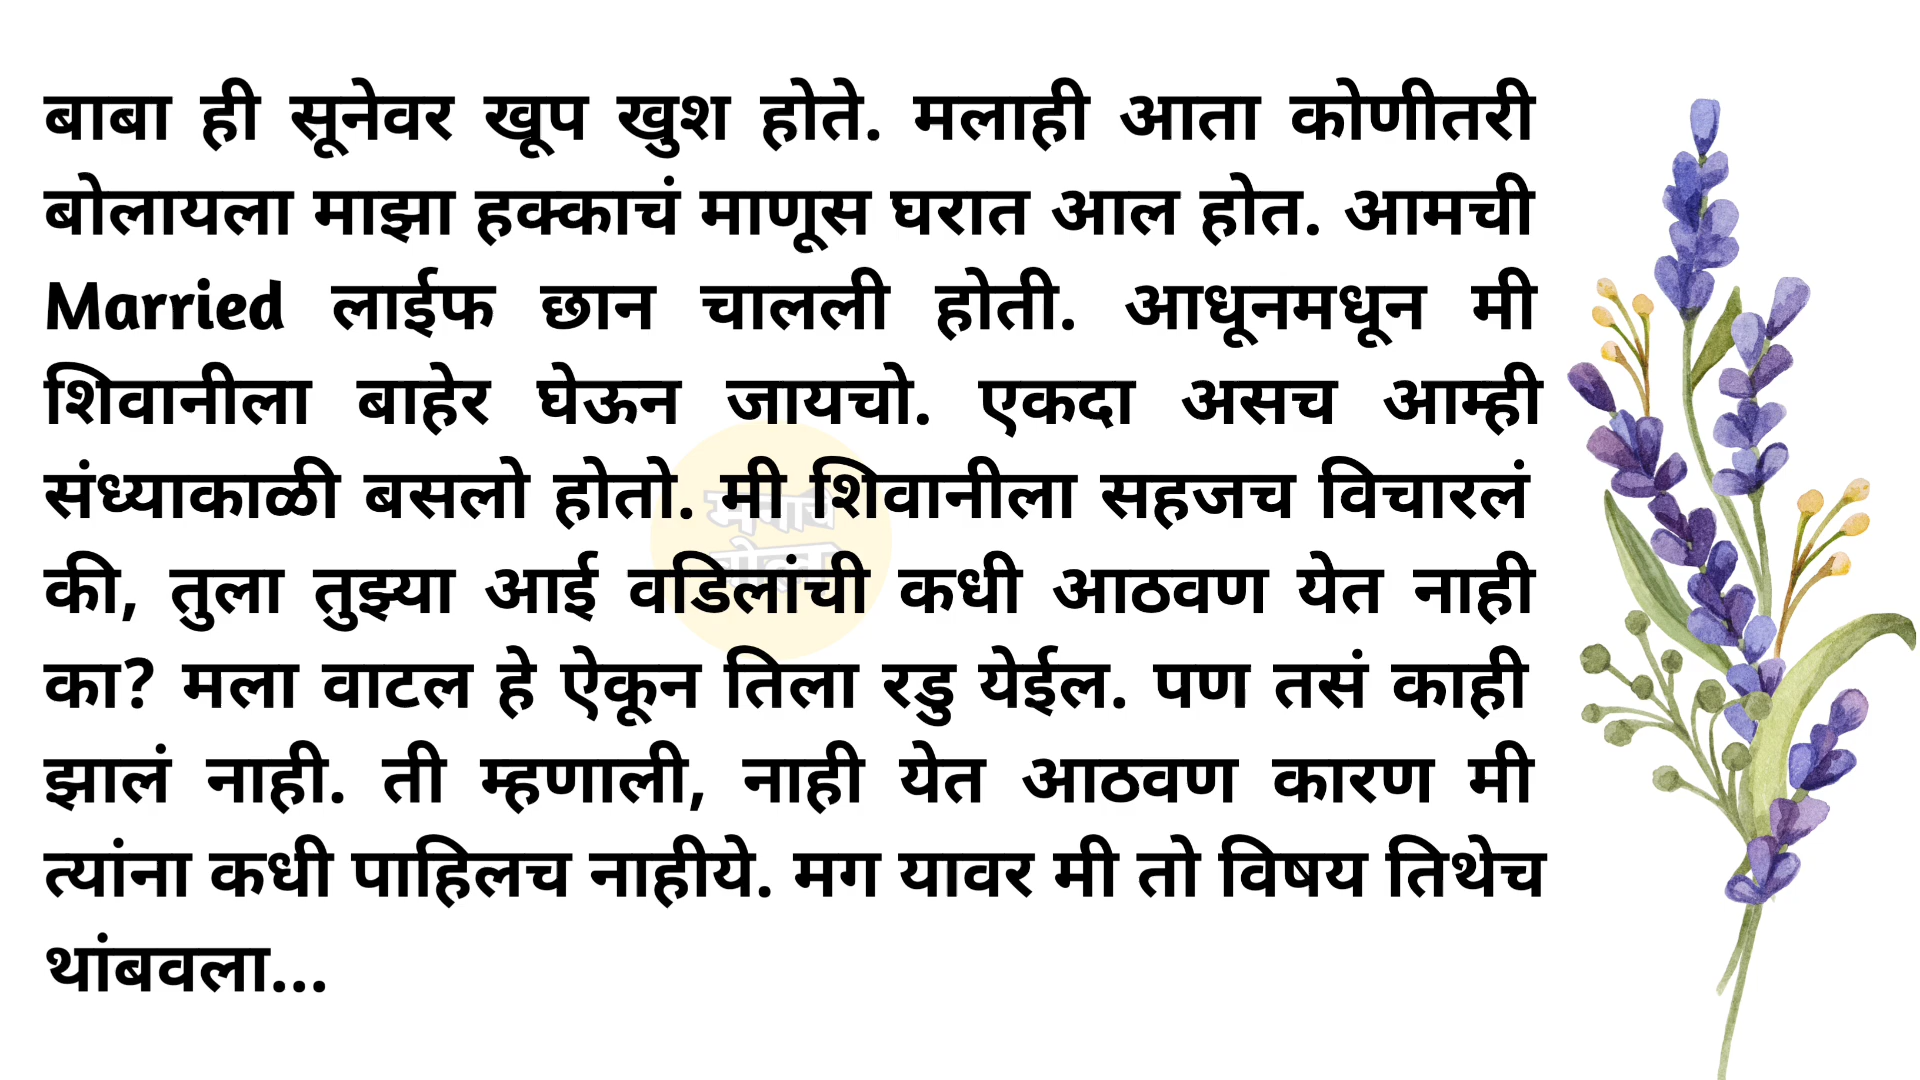 बाबा ही सूनेवर खूप खुश होते. मलाही आता कोणीतरी
बोलायला माझा हक्काचं माणूस घरात आल होत. आमची
Married लाईफ छान चालली होती. आधूनमधून मी
शिवानीला बाहेर घेऊन जायचो. एकदा असच आम्ही
संध्याकाळी बसलो होतो. मी शिवानीला सहजच विचारलं
की, तुला तुझ्या आई वडिलांची कधी आठवण येत नाही
का? मला वाटल हे ऐकून तिला रडु येईल. पण तसं काही
झालं नाही. ती म्हणाली, नाही येत आठवण कारण मी
त्यांना कधी पाहिलच नाहीये. मग यावर मी तो विषय तिथेच
थांबवला...